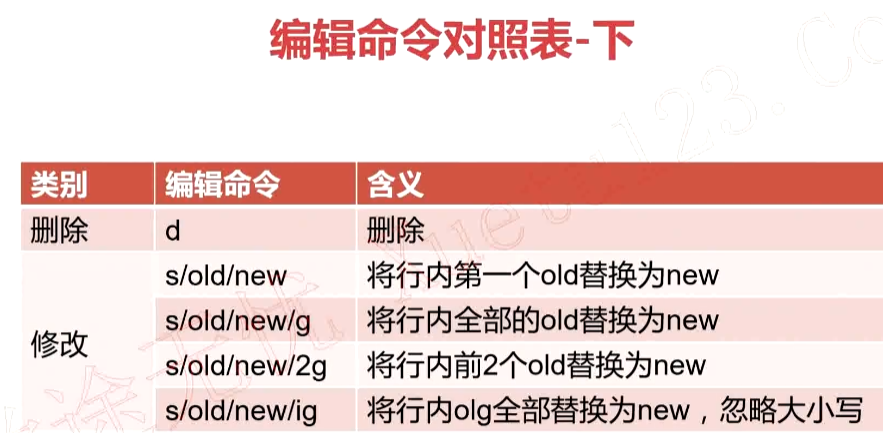 编辑命令对照表-下
类别 编辑命令 含义
删除 d 删除
修改
s/old/new 将行内第一个old替换为new
s/old/new/g 将行内全部的old替换为new
s/old/new/2g 将行内前2个old替换为new
s/old/new/ig 将行内olg全部替换为new，忽略大小写
途无忧 xuetu123.Co